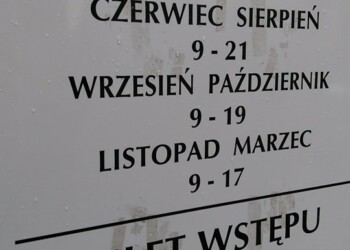 CZERWIEC SIERPIEŃ
9 - 21
WRZESIEŃ PAŹDZIERNIK
9 - 19
LISTOPAD MARZEC
9 - 17
WSTĘPU